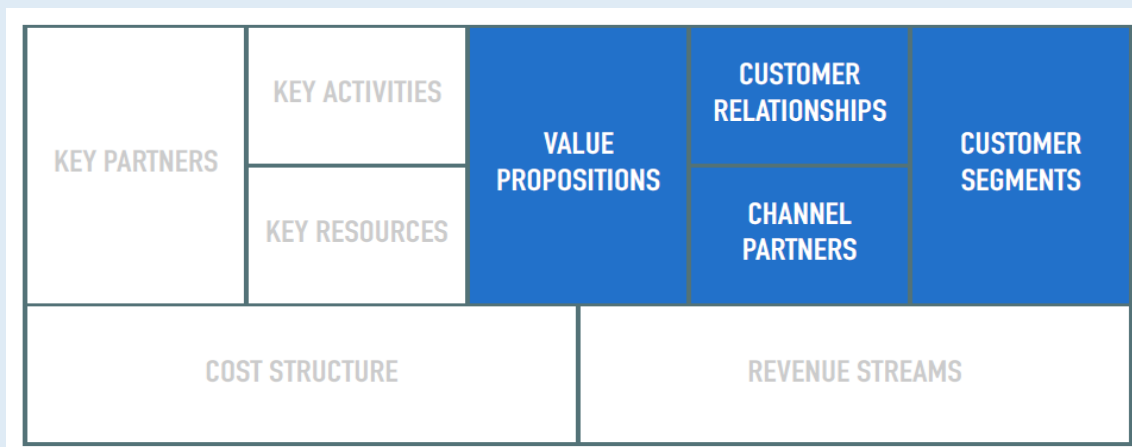 KEY PARTNERS
KEY ACTIVITIES
KEY RESOURCES
VALUE
PROPOSITIONS
CUSTOMER
RELATIONSHIPS
CHANNEL
PARTNERS
CUSTOMER
SEGMENTS
COST STRUCTURE
REVENUE STREAMS